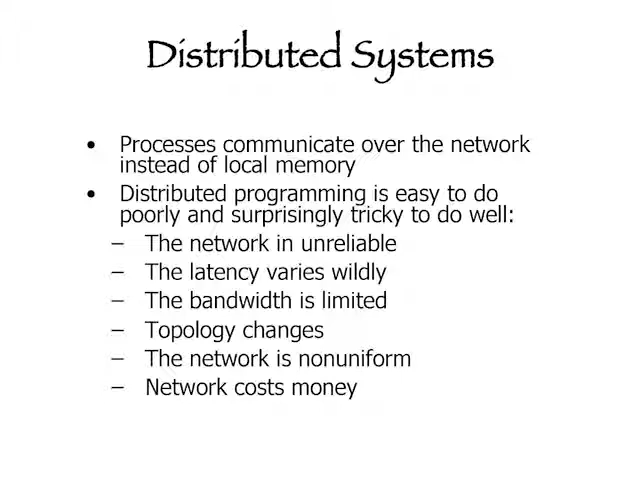 Distributed Systems
• Processes communicate over the network
instead of local memory
• Distributed programming is easy to do
poorly and surprisingly tricky to do well:
– The network in unreliable
– The latency varies wildly
– The bandwidth is limited
– Topology changes
– The network is nonuniform
– Network costs money